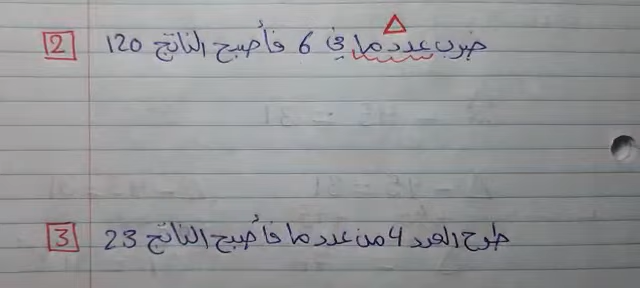 2 ضرب عدد ما في 6 فأصبح الناتج 120
3 طرح العدد 4 من عدد ما فأصبح الناتج 23